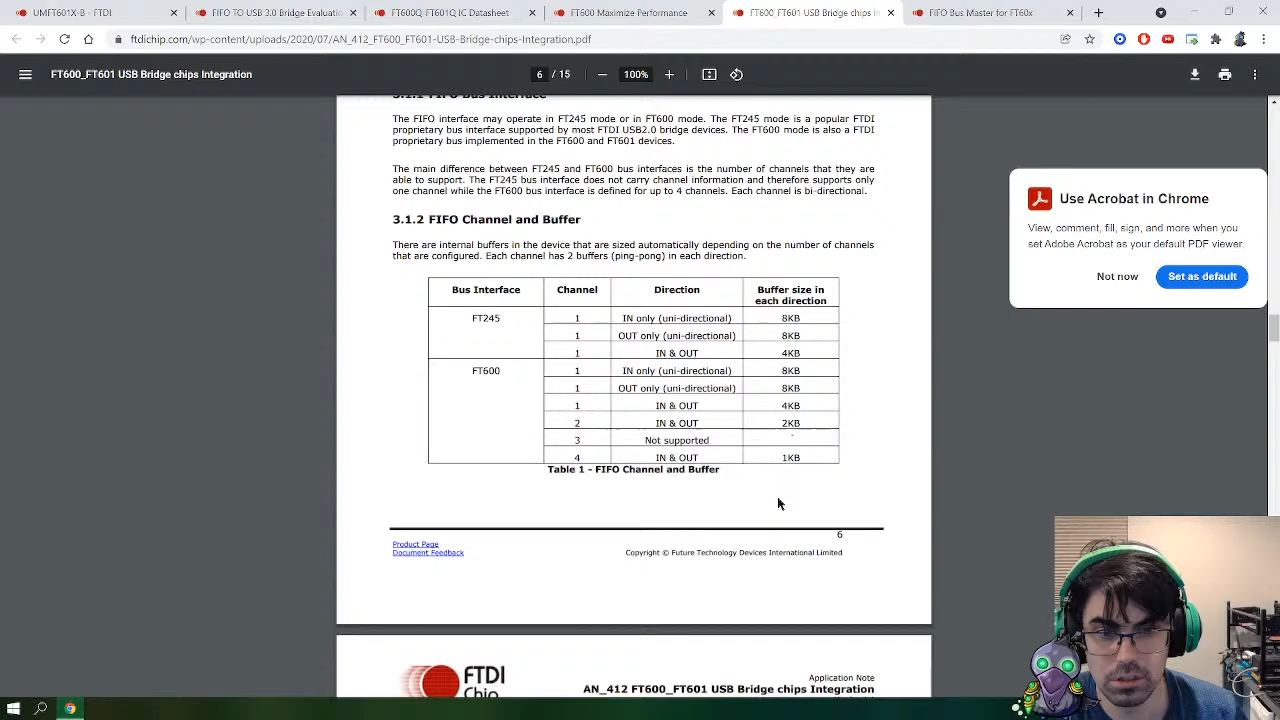 UMFT601X-B - FTDI
FIFO TO USB 3.0 Bridge Evaluatio
FT600Q-FT601Q IC Datasheet
FT600 Maximize Performance
FT600_FT601 USB Bridge chips In
FIFO Bus Master for FT60x
ftdichip.com/wp-content/uploads/2020/07/AN_412_FT600_FT601-USB-Bridge-chips-Integration.pdf
FT600_FT601 USB Bridge chips Integration
6 / 15
100%
3.1.1 FIFO Bus Interface
The FIFO interface may operate in FT245 mode or in FT600 mode. The FT245 mode is a popular FTDI
proprietary bus interface supported by most FTDI USB2.0 bridge devices. The FT600 mode is also a FTDI
proprietary bus implemented in the FT600 and FT601 devices.
The main difference between FT245 and FT600 bus interfaces is the number of channels that they are
able to support. The FT245 bus interface does not carry channel information and therefore supports only
one channel while the FT600 bus interface is defined for up to 4 channels. Each channel is bi-directional.
3.1.2 FIFO Channel and Buffer
There are internal buffers in the device that are sized automatically depending on the number of channels
that are configured. Each channel has 2 buffers (ping-pong) in each direction.
Bus Interface Channel Direction Buffer size in
each direction
FT245 1 IN only (uni-directional) 8KB
1 OUT only (uni-directional) 8KB
1 IN & OUT 4KB
FT600 1 IN only (uni-directional) 8KB
1 OUT only (uni-directional) 8KB
1 IN & OUT 4KB
2 IN & OUT 2KB
3 Not supported -
4 IN & OUT 1KB
Table 1 - FIFO Channel and Buffer
6
Product Page
Document Feedback
Copyright © Future Technology Devices International Limited
FTDI
Chip
Application Note
AN_412 FT600_FT601 USB Bridge chips Integration
Use Acrobat in Chrome
View, comment, fill, sign, and more when you
set Adobe Acrobat as your default PDF viewer.
Not now
Set as default